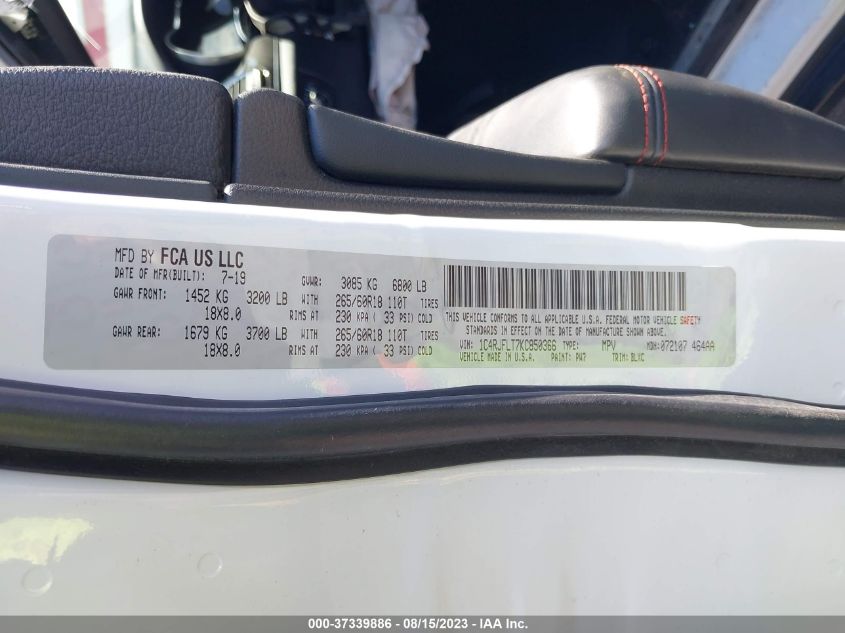 MFD BY FCA US LLC
DATE OF MFR(BUILT): 7-19 GVWR: 3085 KG 6800 LB
GAWR FRONT: 1452 KG 3200 LB WITH 265/60R18 110T TIRES
18X8.0 RIMS AT 230 KPA ( 33 PSI) COLD
GAWR REAR: 1679 KG 3700 LB WITH 265/60R18 110T TIRES
18X8.0 RIMS AT 230 KPA ( 33 PSI) COLD
THIS VEHICLE CONFORMS TO ALL APPLICABLE U.S.A. FEDERAL MOTOR VEHICLE SAFETY
STANDARDS IN EFFECT ON THE DATE OF MANUFACTURE SHOWN ABOVE.
VIN: 1C4RJFLT7KC850366 TYPE: MPV MDH: 072107 464AA
VEHICLE MADE IN U.S.A. PAINT: PW7 TRIM: BLXC
000-37339886 - 08/15/2023 - IAA Inc.